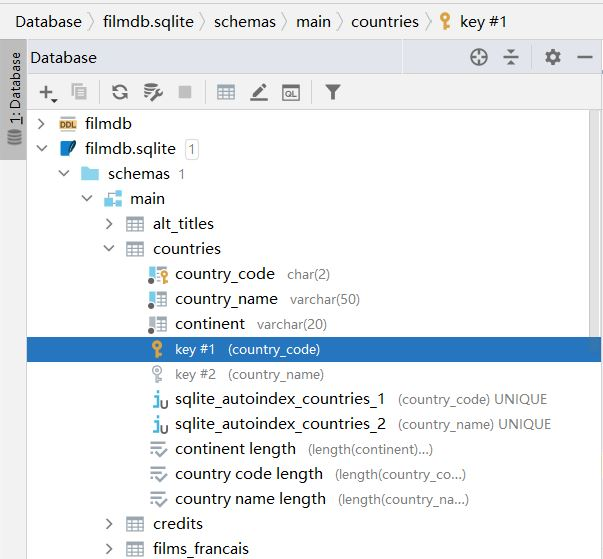 Database filmdb.sqlite schemas main countries key #1
1: Database
Database
DDL filmdb
filmdb.sqlite 1
schemas 1
main
alt_titles
countries
country_code char(2)
country_name varchar(50)
continent varchar(20)
key #1 (country_code)
key #2 (country_name)
sqlite_autoindex_countries_1 (country_code) UNIQUE
sqlite_autoindex_countries_2 (country_name) UNIQUE
continent length (length(continent)...)
country code length (length(country_co...)
country name length (length(country_na...)
credits
films_francais